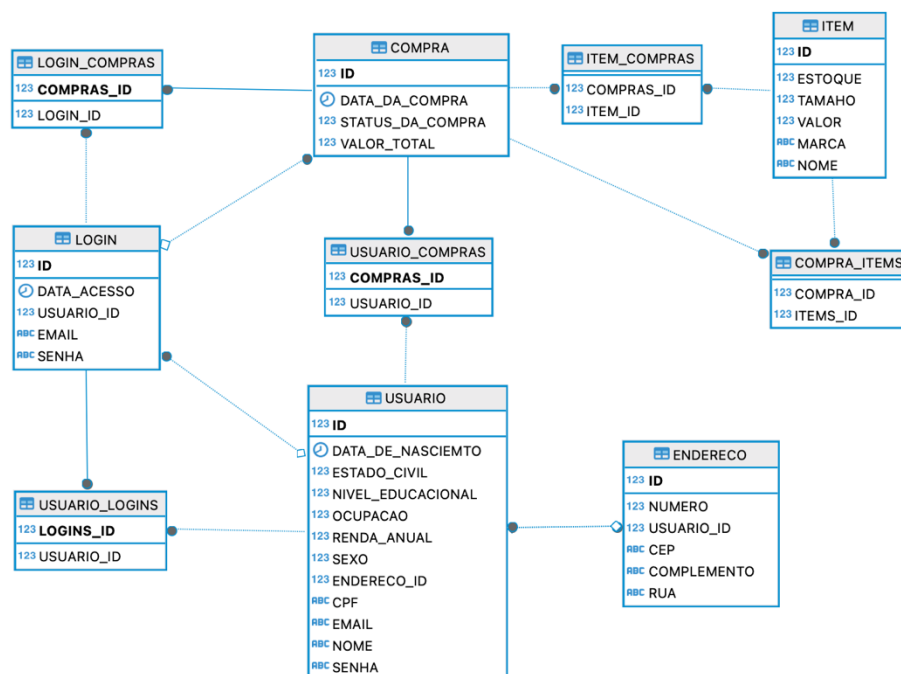 LOGIN_COMPRAS
123 COMPRAS_ID
123 LOGIN_ID
COMPRA
123 ID
DATA_DA_COMPRA
123 STATUS_DA_COMPRA
123 VALOR_TOTAL
ITEM_COMPRAS
123 COMPRAS_ID
123 ITEM_ID
ITEM
123 ID
123 ESTOQUE
123 TAMAHO
123 VALOR
ABC MARCA
ABC NOME
LOGIN
123 ID
DATA_ACESSO
123 USUARIO_ID
ABC EMAIL
ABC SENHA
USUARIO_COMPRAS
123 COMPRAS_ID
123 USUARIO_ID
COMPRA_ITEMS
123 COMPRA_ID
123 ITEMS_ID
USUARIO_LOGINS
123 LOGINS_ID
123 USUARIO_ID
USUARIO
123 ID
DATA_DE_NASCIEMTO
123 ESTADO_CIVIL
123 NIVEL_EDUCACIONAL
123 OCUPACAO
123 RENDA_ANUAL
123 SEXO
123 ENDERECO_ID
ABC CPF
ABC EMAIL
ABC NOME
ABC SENHA
ENDERECO
123 ID
123 NUMERO
123 USUARIO_ID
ABC CEP
ABC COMPLEMENTO
ABC RUA